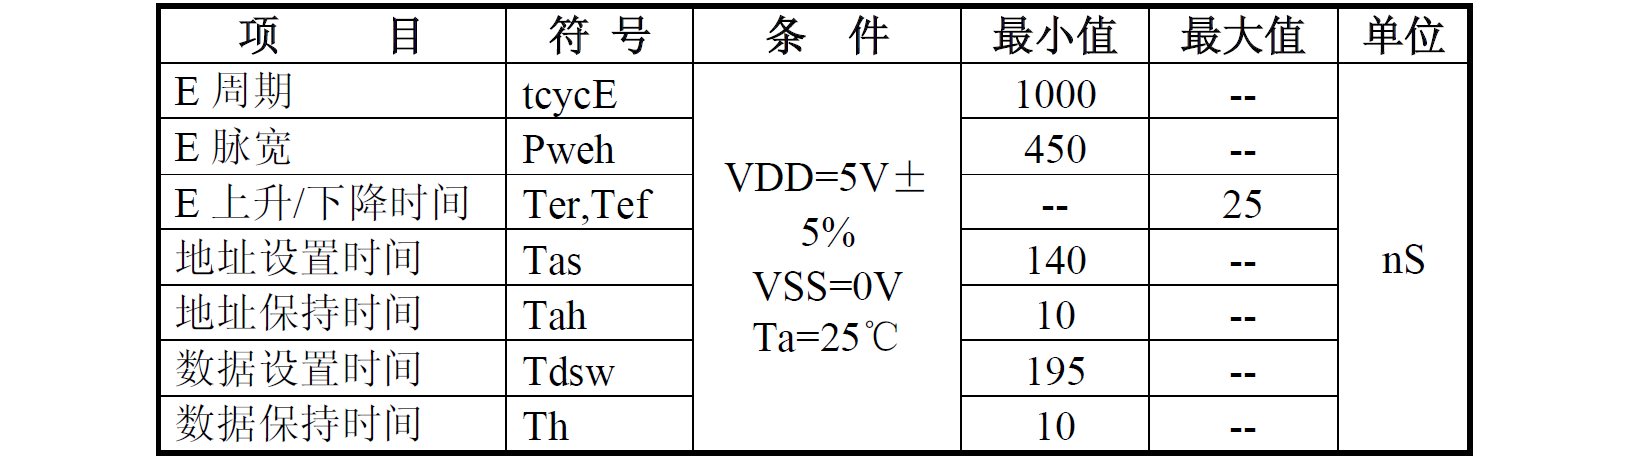 项 目 符 号 条 件 最小值 最大值 单位
E 周期 tcycE 1000 --
E 脉宽 Pweh 450 --
E 上升/下降时间 Ter,Tef -- 25
地址设置时间 Tas 140 --
地址保持时间 Tah 10 --
数据设置时间 Tdsw 195 --
数据保持时间 Th 10 --
VDD=5V±
5%
VSS=0V
Ta=25℃
nS